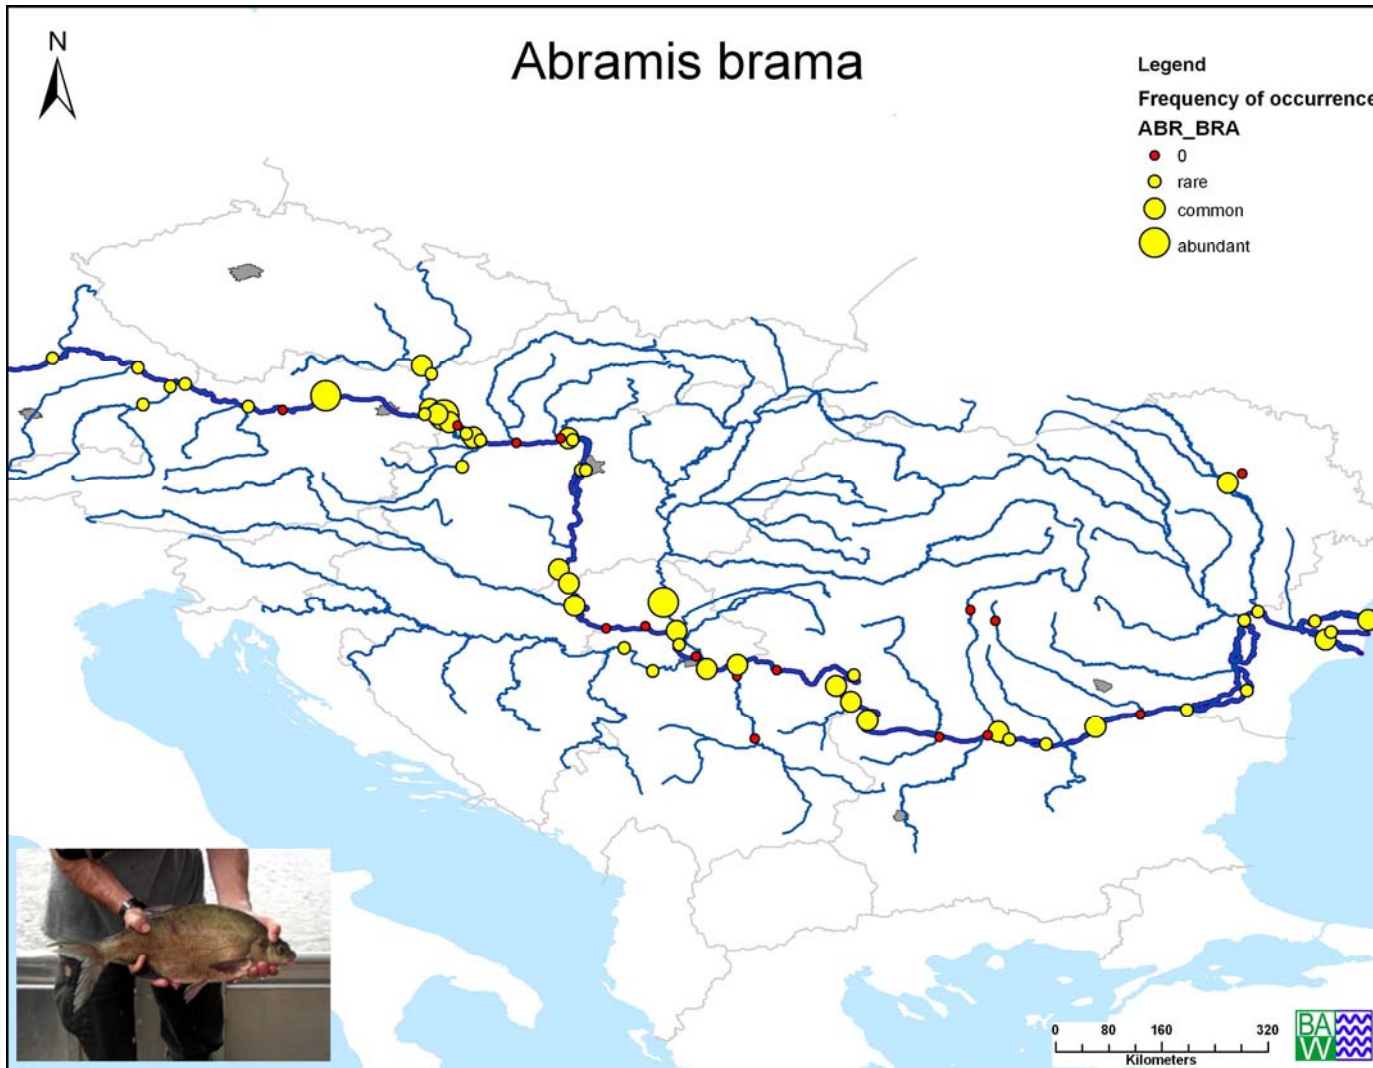 N
Abramis brama
Legend
Frequency of occurrence
ABR_BRA
0
rare
common
abundant
0 80 160 320
Kilometers
BA
W